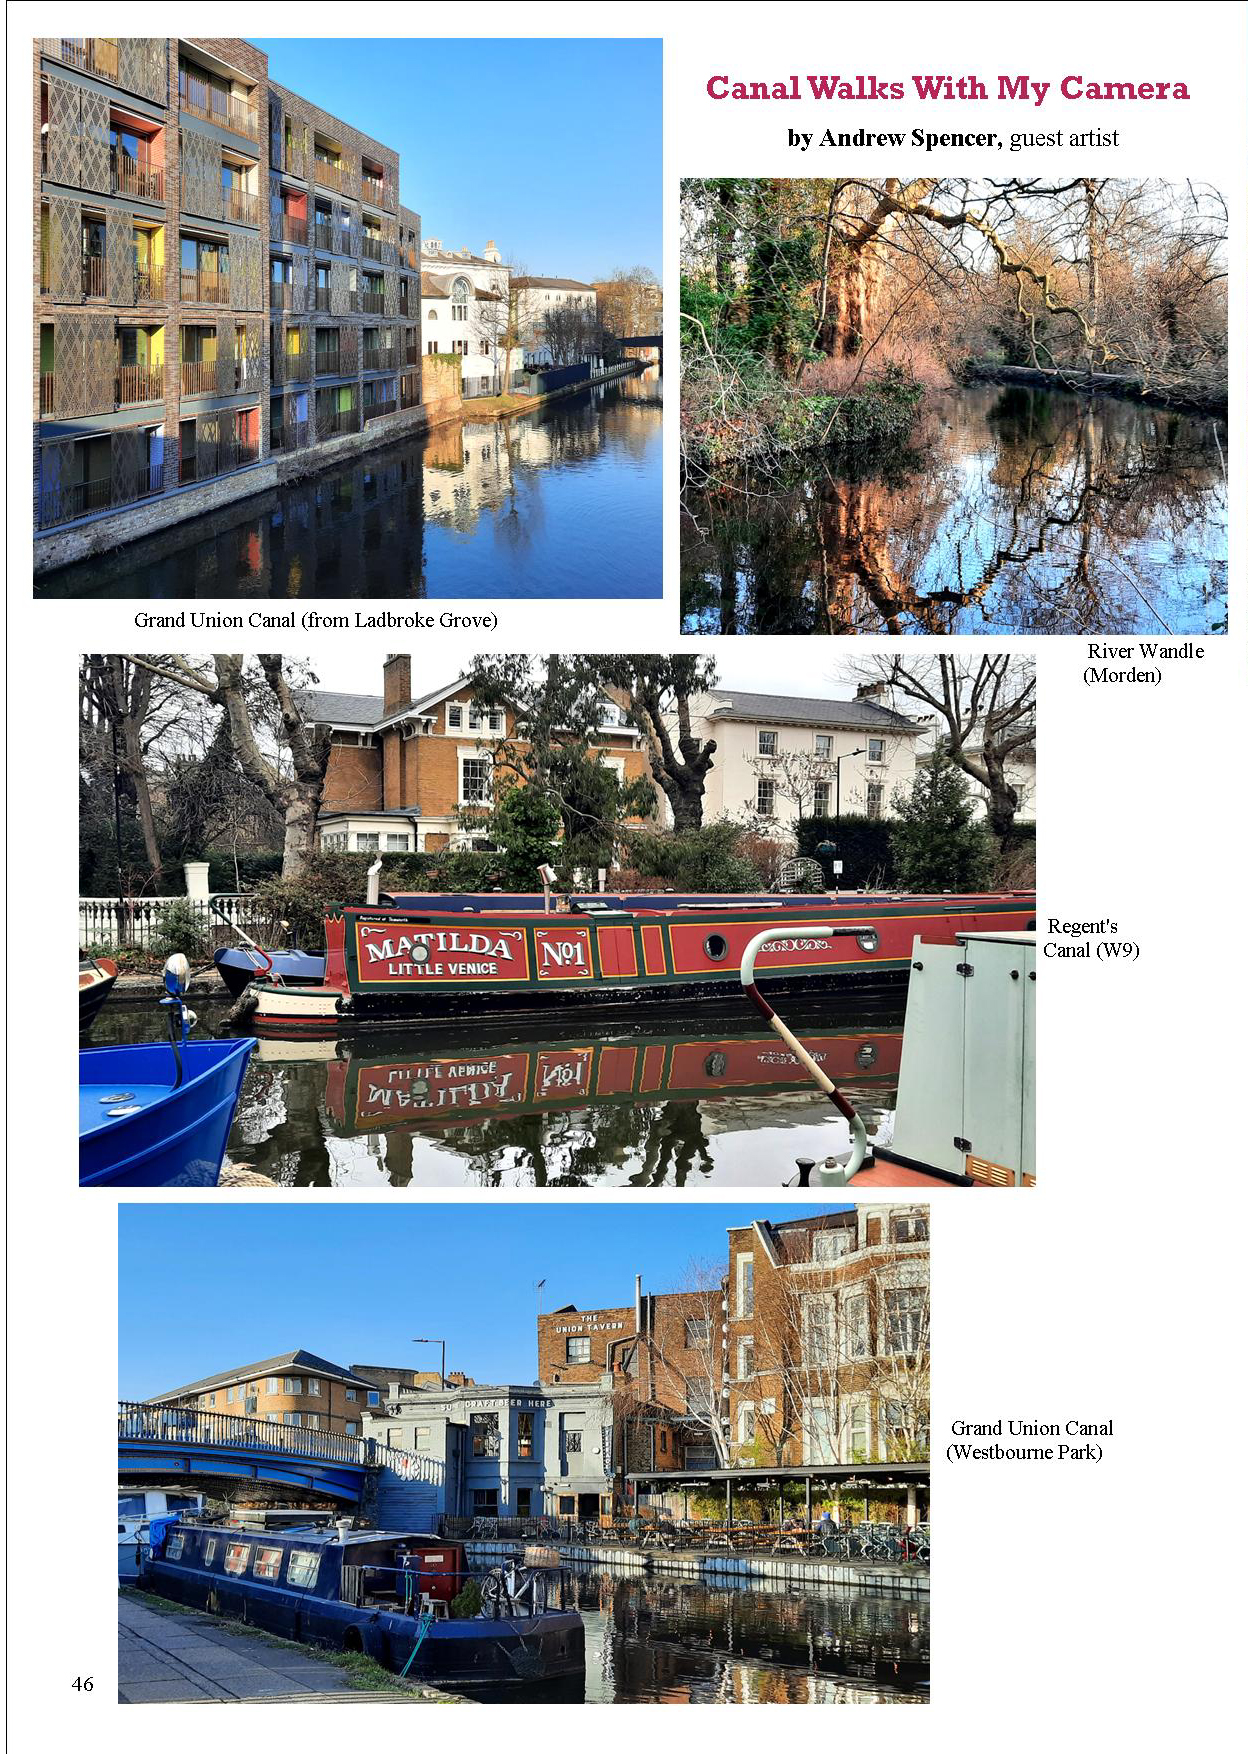 Canal Walks With My Camera
by Andrew Spencer, guest artist
Grand Union Canal (from Ladbroke Grove)
River Wandle
(Morden)
MATILDA
LITTLE VENICE
No1
Regent's
Canal (W9)
THE
UNION TAVERN
DRAFT BEER HERE
Grand Union Canal
(Westbourne Park)
46